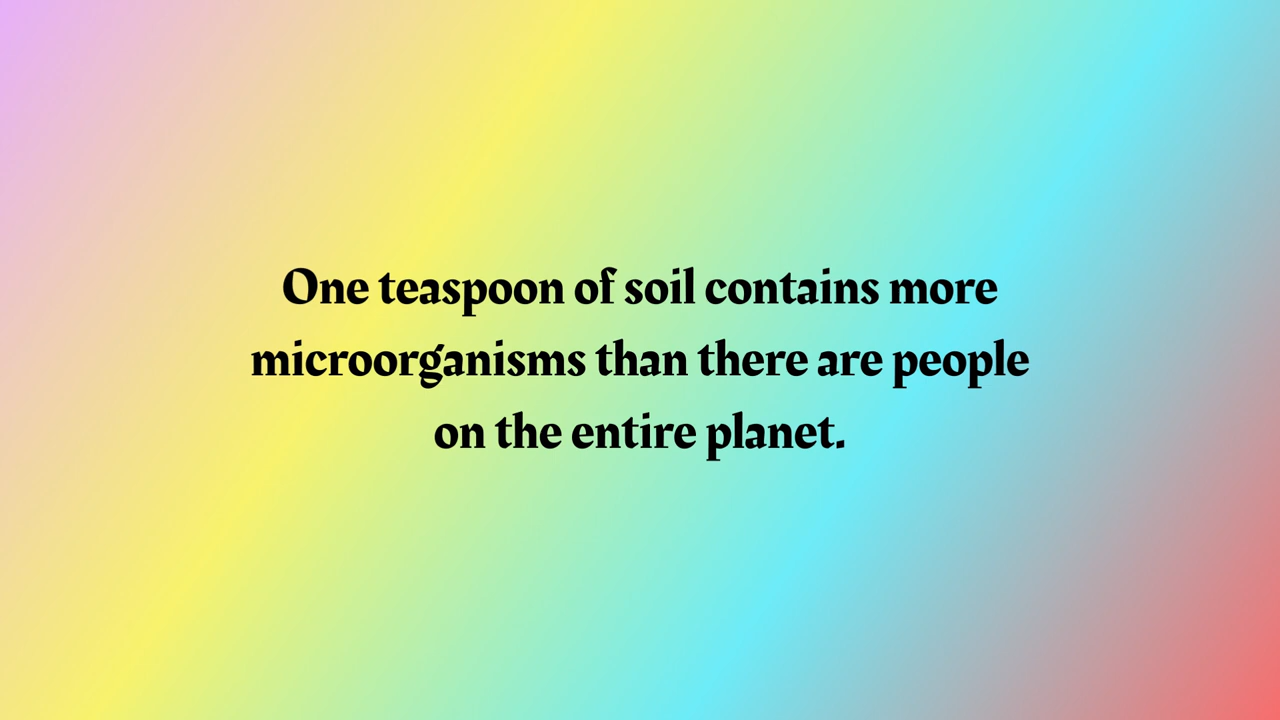 One teaspoon of soil contains more
microorganisms than there are people
on the entire planet.